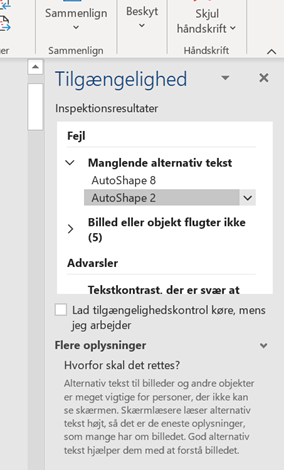 Sammenlign
Beskyt
Skjul
håndskrift
Sammenlign
Håndskrift
Tilgængelighed
Inspektionsresultater
Fejl
Manglende alternativ tekst
AutoShape 8
AutoShape 2
Billed eller objekt flugter ikke
(5)
Advarsler
Tekstkontrast, der er svær at
Lad tilgængelighedskontrol køre, mens
jeg arbejder
Flere oplysninger
Hvorfor skal det rettes?
Alternativ tekst til billeder og andre objekter
er meget vigtige for personer, der ikke kan
se skærmen. Skærmlæsere læser alternativ
tekst højt, så det er de eneste oplysninger,
som mange har om billedet. God alternativ
tekst hjælper dem med at forstå billedet.